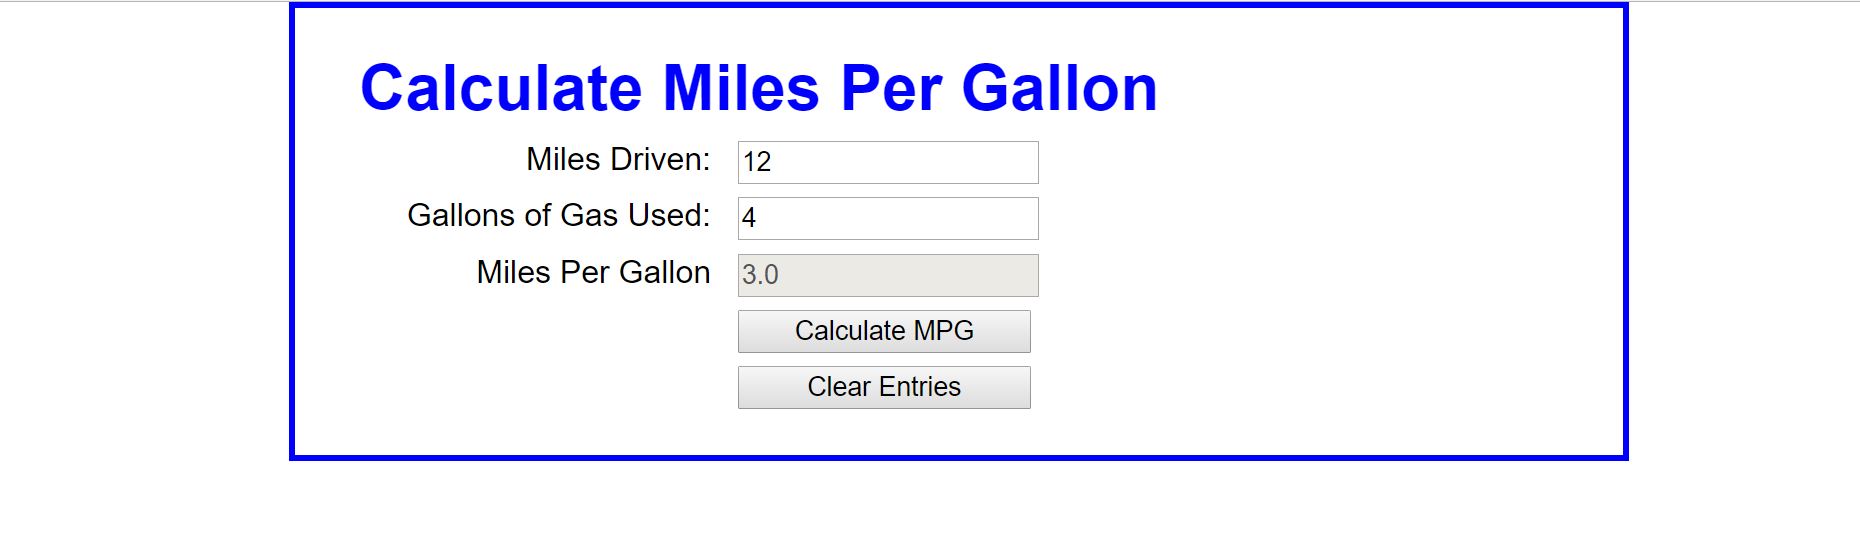 Calculate Miles Per Gallon
Miles Driven: 12
Gallons of Gas Used: 4
Miles Per Gallon 3.0
Calculate MPG
Clear Entries